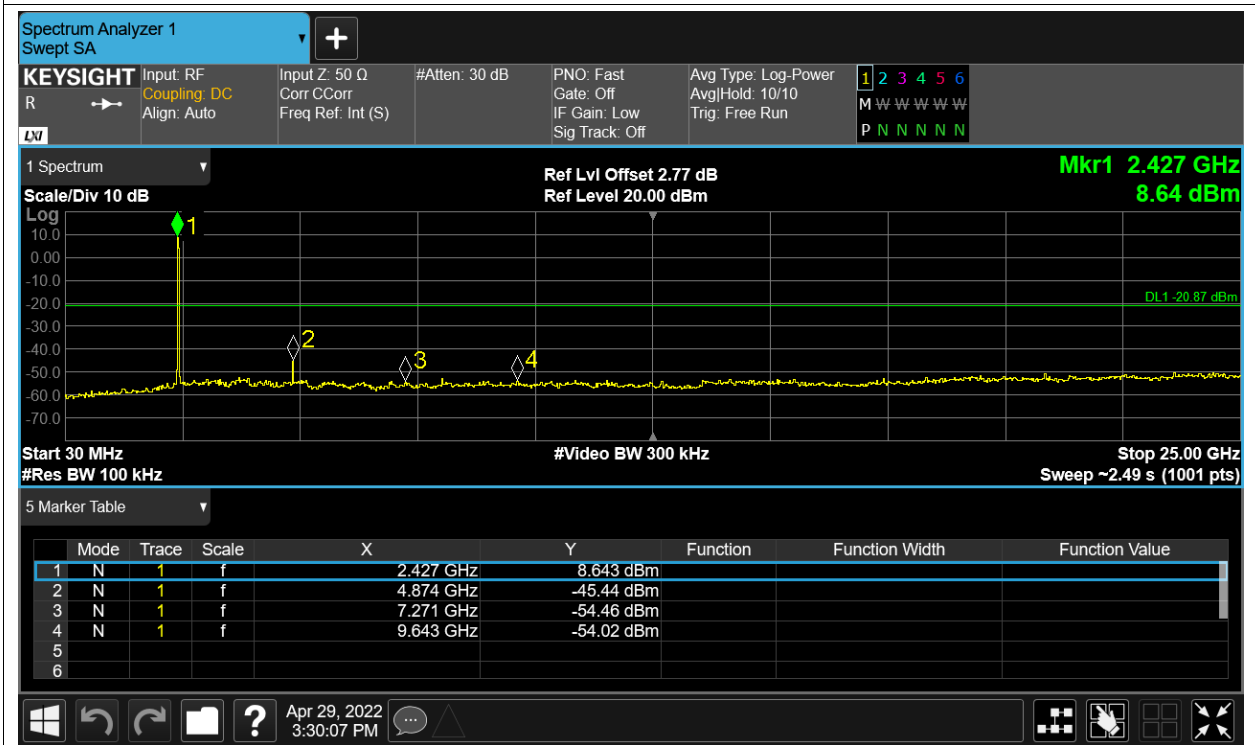 Spectrum Analyzer 1
Swept SA
+
KEYSIGHT
R
LXI
Input: RF
Coupling: DC
Align: Auto
Input Z: 50 Ω
Corr CCorr
Freq Ref: Int (S)
#Atten: 30 dB
PNO: Fast
Gate: Off
IF Gain: Low
Sig Track: Off
Avg Type: Log-Power
Avg|Hold: 10/10
Trig: Free Run
1 2 3 4 5 6
M W W W W W
P N N N N N
1 Spectrum
Scale/Div 10 dB
Ref Lvl Offset 2.77 dB
Ref Level 20.00 dBm
Mkr1 2.427 GHz
8.64 dBm
Log
10.0
0.00
-10.0
-20.0
-30.0
-40.0
-50.0
-60.0
-70.0
1
2
3
4
DL1 -20.87 dBm
Start 30 MHz
#Res BW 100 kHz
#Video BW 300 kHz
Stop 25.00 GHz
Sweep ~2.49 s (1001 pts)
5 Marker Table
Mode Trace Scale X Y Function Function Width Function Value
1 N 1 f 2.427 GHz 8.643 dBm
2 N 1 f 4.874 GHz -45.44 dBm
3 N 1 f 7.271 GHz -54.46 dBm
4 N 1 f 9.643 GHz -54.02 dBm
5
6
?
Apr 29, 2022
3:30:07 PM